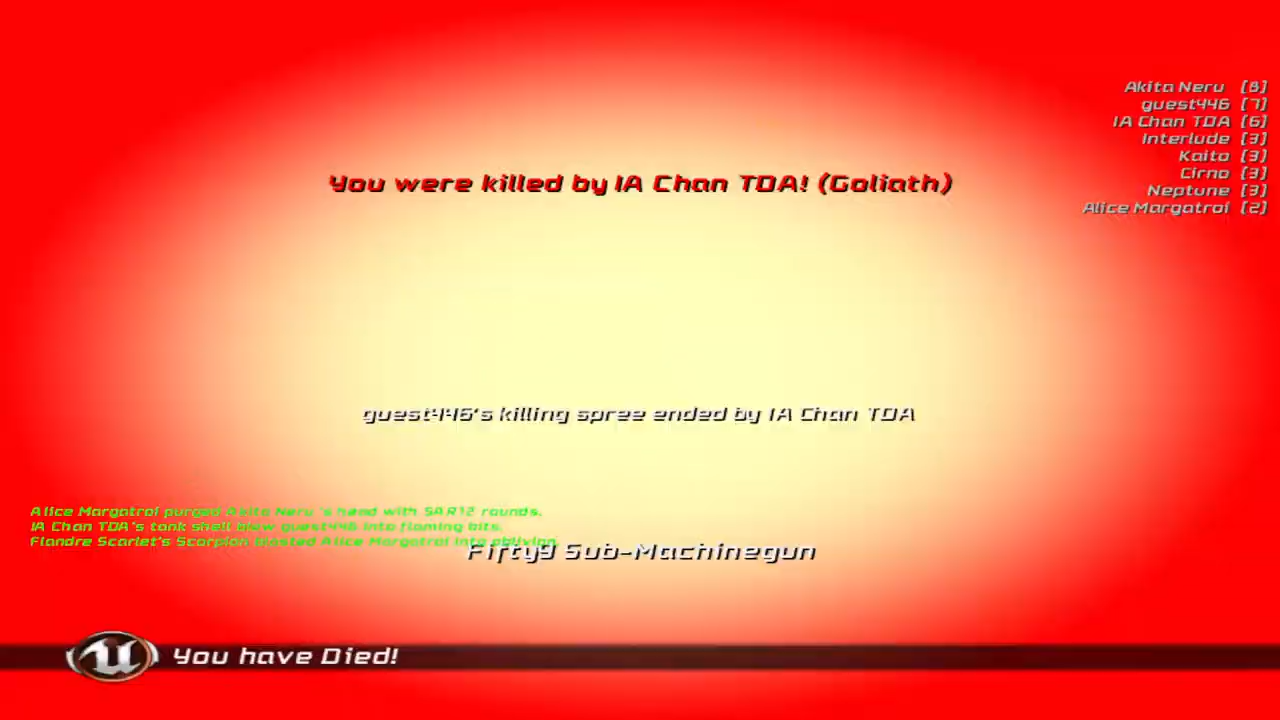 Akita Neru [8]
guest446 [7]
IA Chan TDA [6]
Interlude [3]
Kaito [3]
Cirno [3]
Neptune [3]
Alice Margatroi [2]
You were killed by IA Chan TDA! (Goliath)
guest446's killing spree ended by IA Chan TDA
Alice Margatroi purged Akita Neru 's head with SAR12 rounds.
IA Chan TDA's tank shell blew guest446 into flaming bits.
Flandre Scarlet's Scorpion blasted Alice Margatroi into oblivion.
Fifty9 Sub-Machinegun
You have Died!